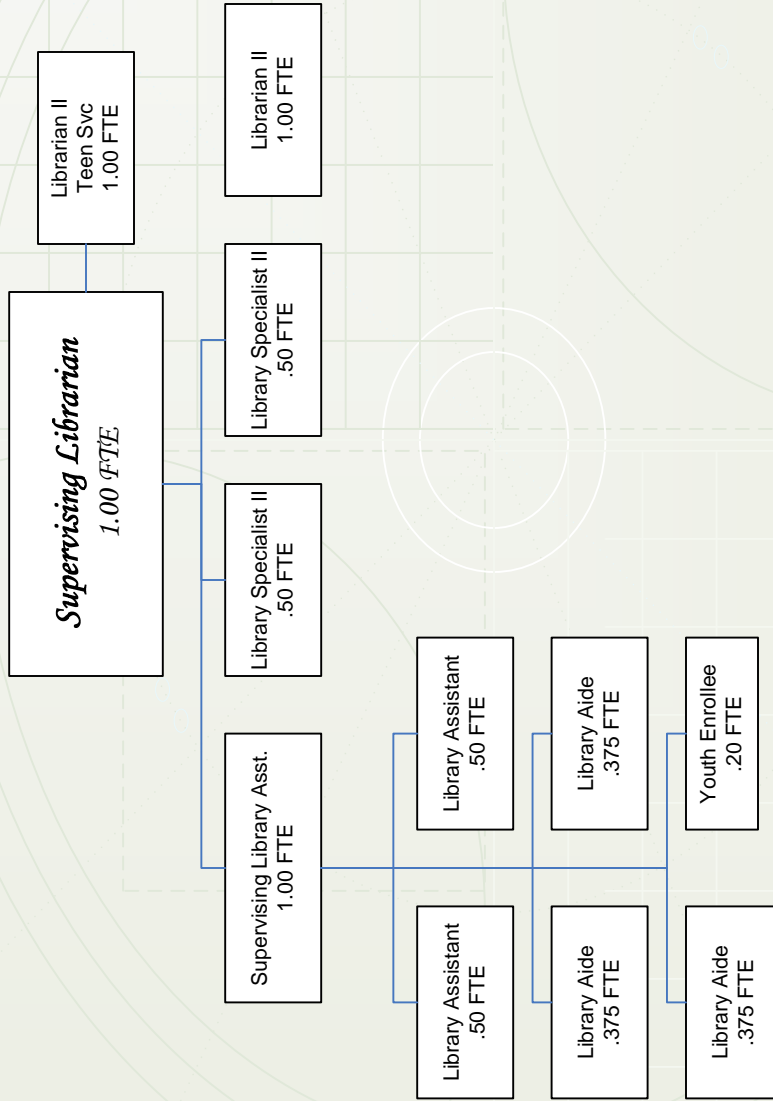 Supervising Librarian
1.00 FTE
Librarian II
Teen Svc
1.00 FTE
Supervising Library Asst.
1.00 FTE
Library Specialist II
.50 FTE
Library Specialist II
.50 FTE
Librarian II
1.00 FTE
Library Assistant
.50 FTE
Library Assistant
.50 FTE
Library Aide
.375 FTE
Library Aide
.375 FTE
Library Aide
.375 FTE
Youth Enrollee
.20 FTE